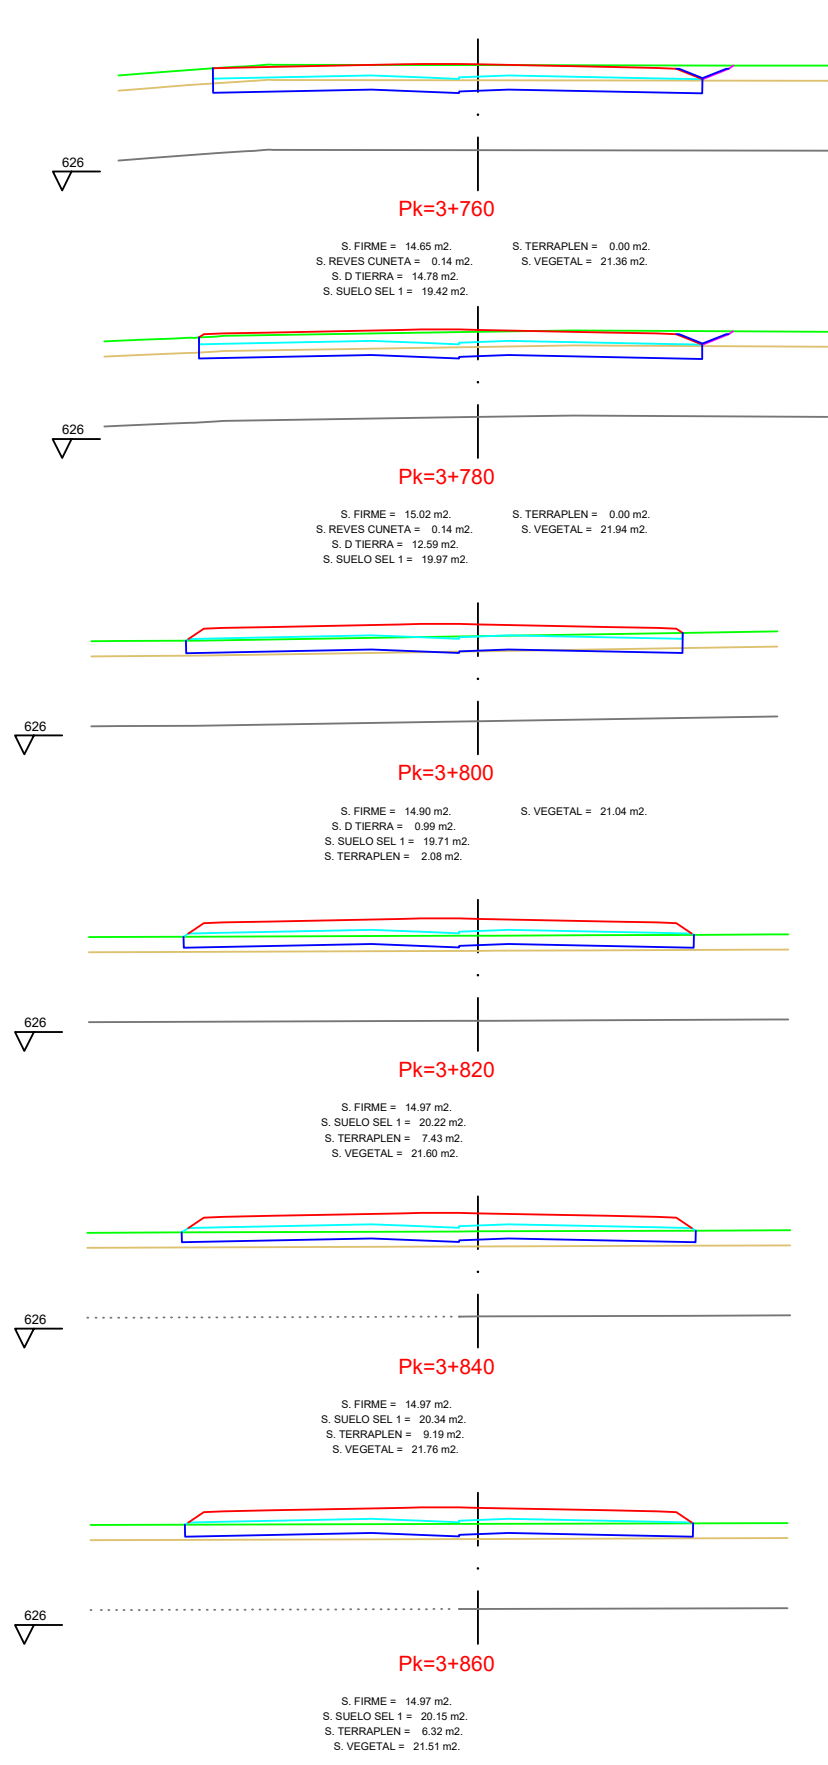 626
Pk=3+760
S. FIRME = 14.65 m2. S. TERRAPLEN = 0.00 m2.
S. REVES CUNETA = 0.14 m2. S. VEGETAL = 21.36 m2.
S. D TIERRA = 14.78 m2.
S. SUELO SEL 1 = 19.42 m2.
626
Pk=3+780
S. FIRME = 15.02 m2. S. TERRAPLEN = 0.00 m2.
S. REVES CUNETA = 0.14 m2. S. VEGETAL = 21.94 m2.
S. D TIERRA = 12.59 m2.
S. SUELO SEL 1 = 19.97 m2.
626
Pk=3+800
S. FIRME = 14.90 m2. S. VEGETAL = 21.04 m2.
S. D TIERRA = 0.99 m2.
S. SUELO SEL 1 = 19.71 m2.
S. TERRAPLEN = 2.08 m2.
626
Pk=3+820
S. FIRME = 14.97 m2.
S. SUELO SEL 1 = 20.22 m2.
S. TERRAPLEN = 7.43 m2.
S. VEGETAL = 21.60 m2.
626
Pk=3+840
S. FIRME = 14.97 m2.
S. SUELO SEL 1 = 20.34 m2.
S. TERRAPLEN = 9.19 m2.
S. VEGETAL = 21.76 m2.
626
Pk=3+860
S. FIRME = 14.97 m2.
S. SUELO SEL 1 = 20.15 m2.
S. TERRAPLEN = 6.32 m2.
S. VEGETAL = 21.51 m2.